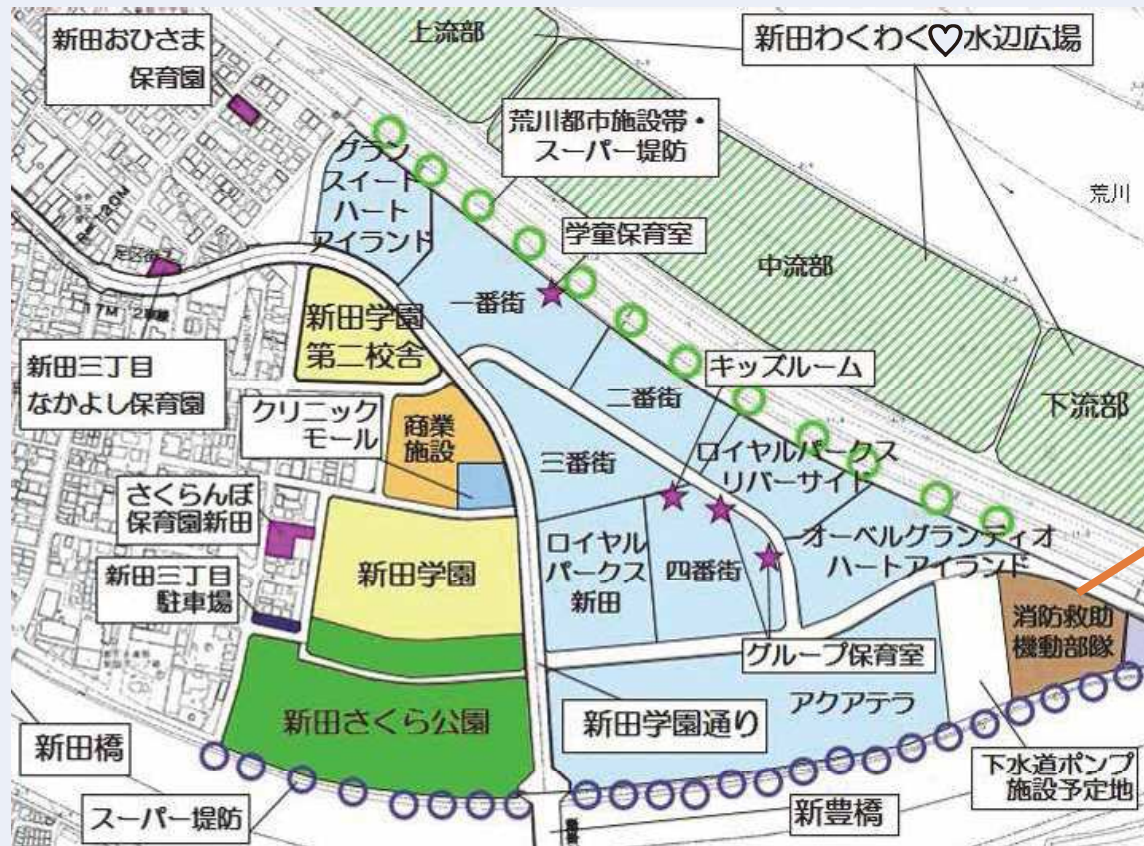 上流部
新田おひさま
保育園
新田わくわく♡水辺広場
荒川都市施設帯・
スーパー堤防
荒川
グラン
スイート
ハート
アイランド
学童保育室
中流部
一番街
新田学園
第二校舎
新田三丁目
なかよし保育園
キッズルーム
二番街
下流部
クリニック
モール
商業
施設
三番街
ロイヤルパークス
リバーサイド
さくらんぼ
保育園新田
ロイヤル
パークス
新田
四番街
オーベルグランディオ
ハートアイランド
新田学園
新田三丁目
駐車場
消防救助
機動部隊
グループ保育室
アクアテラ
新田さくら公園
新田学園通り
新田橋
下水道ポンプ
施設予定地
スーパー堤防
新豊橋